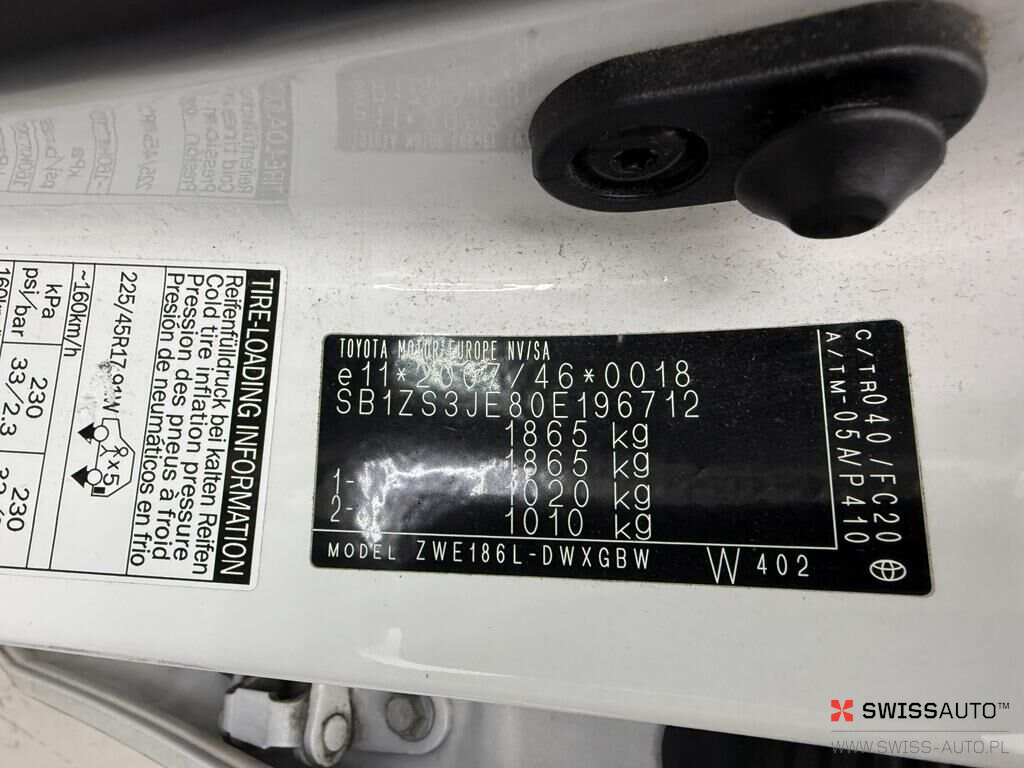 TOYOTA MOTOR EUROPE NV/SA
e11*2007/46*0018
SB1ZS3JE80E196712
1865 kg
1865 kg
1- 1020 kg
2- 1010 kg
MODEL ZWE186L-DWXGBW W 402
C/TR040 /FC20
A/TM-05A/P410
TIRE-LOADING INFORMATION
Reifenfülldruck bei kalten Reifen
Cold tire inflation pressure
Pression des pneus à froid
Presión de neumáticos en frio
225/45R17 91W
x5
~160km/h
kPa 230 230
psi/bar 33/2.3
SWISSAUTO™
WWW.SWISS-AUTO.PL